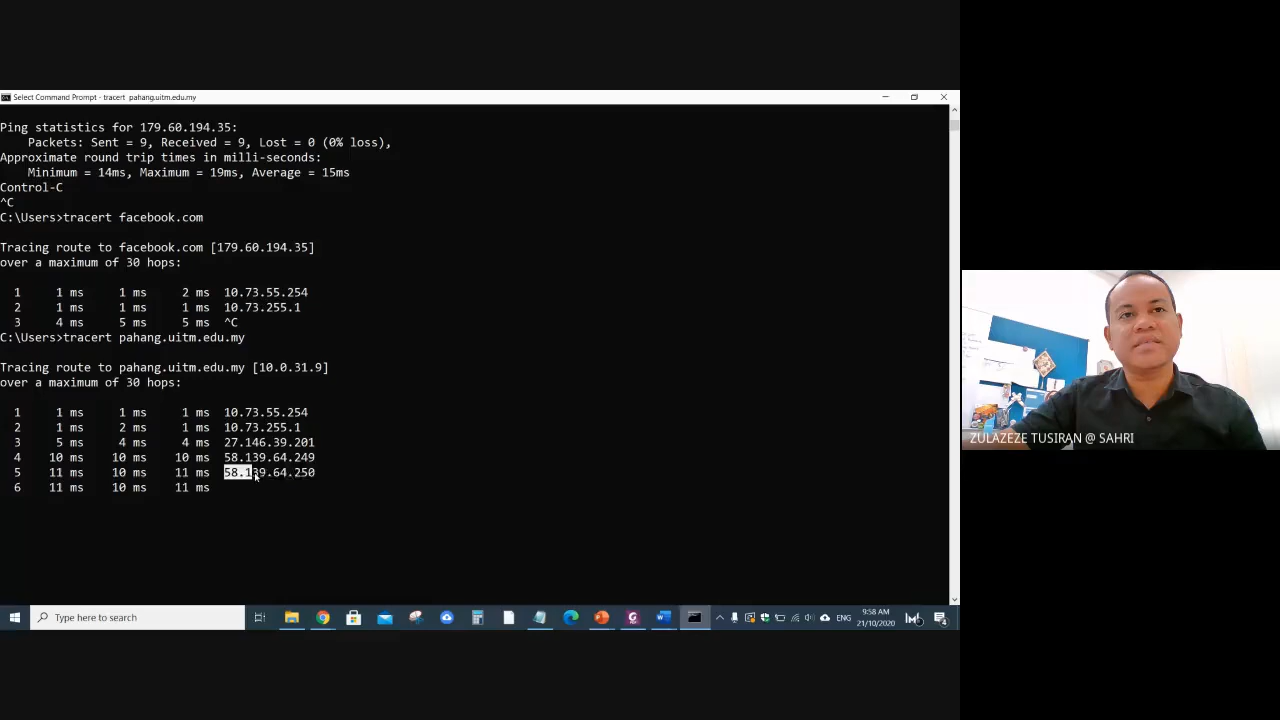 Select Command Prompt - tracert pahang.uitm.edu.my
Ping statistics for 179.60.194.35:
Packets: Sent = 9, Received = 9, Lost = 0 (0% loss),
Approximate round trip times in milli-seconds:
Minimum = 14ms, Maximum = 19ms, Average = 15ms
Control-C
^C
C:\Users>tracert facebook.com
Tracing route to facebook.com [179.60.194.35]
over a maximum of 30 hops:
1 1 ms 1 ms 2 ms 10.73.55.254
2 1 ms 1 ms 1 ms 10.73.255.1
3 4 ms 5 ms 5 ms ^C
C:\Users>tracert pahang.uitm.edu.my
Tracing route to pahang.uitm.edu.my [10.0.31.9]
over a maximum of 30 hops:
1 1 ms 1 ms 1 ms 10.73.55.254
2 1 ms 2 ms 1 ms 10.73.255.1
3 5 ms 4 ms 4 ms 27.146.39.201
4 10 ms 10 ms 10 ms 58.139.64.249
5 11 ms 10 ms 11 ms 58.139.64.250
6 11 ms 10 ms 11 ms
ZULAZEZE TUSIRAN @ SAHRI
Type here to search
ENG
9:58 AM
21/10/2020